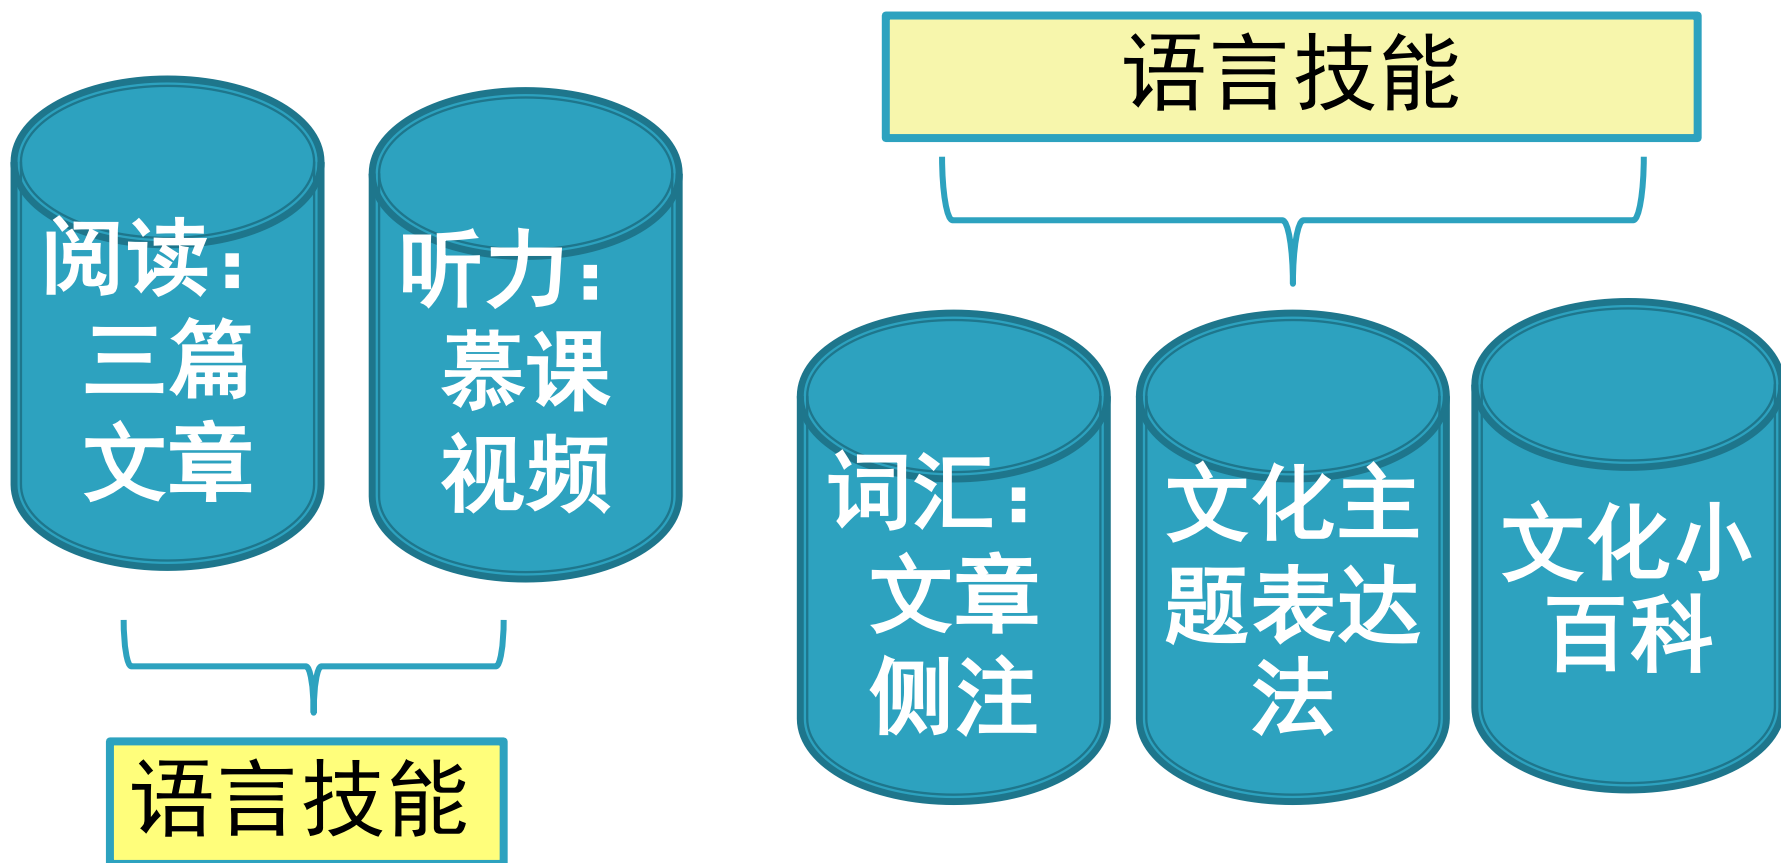 阅读：
三篇
文章
听力：
慕课
视频
语言技能
语言技能
词汇：
文章
侧注
文化主
题表达
法
文化小
百科